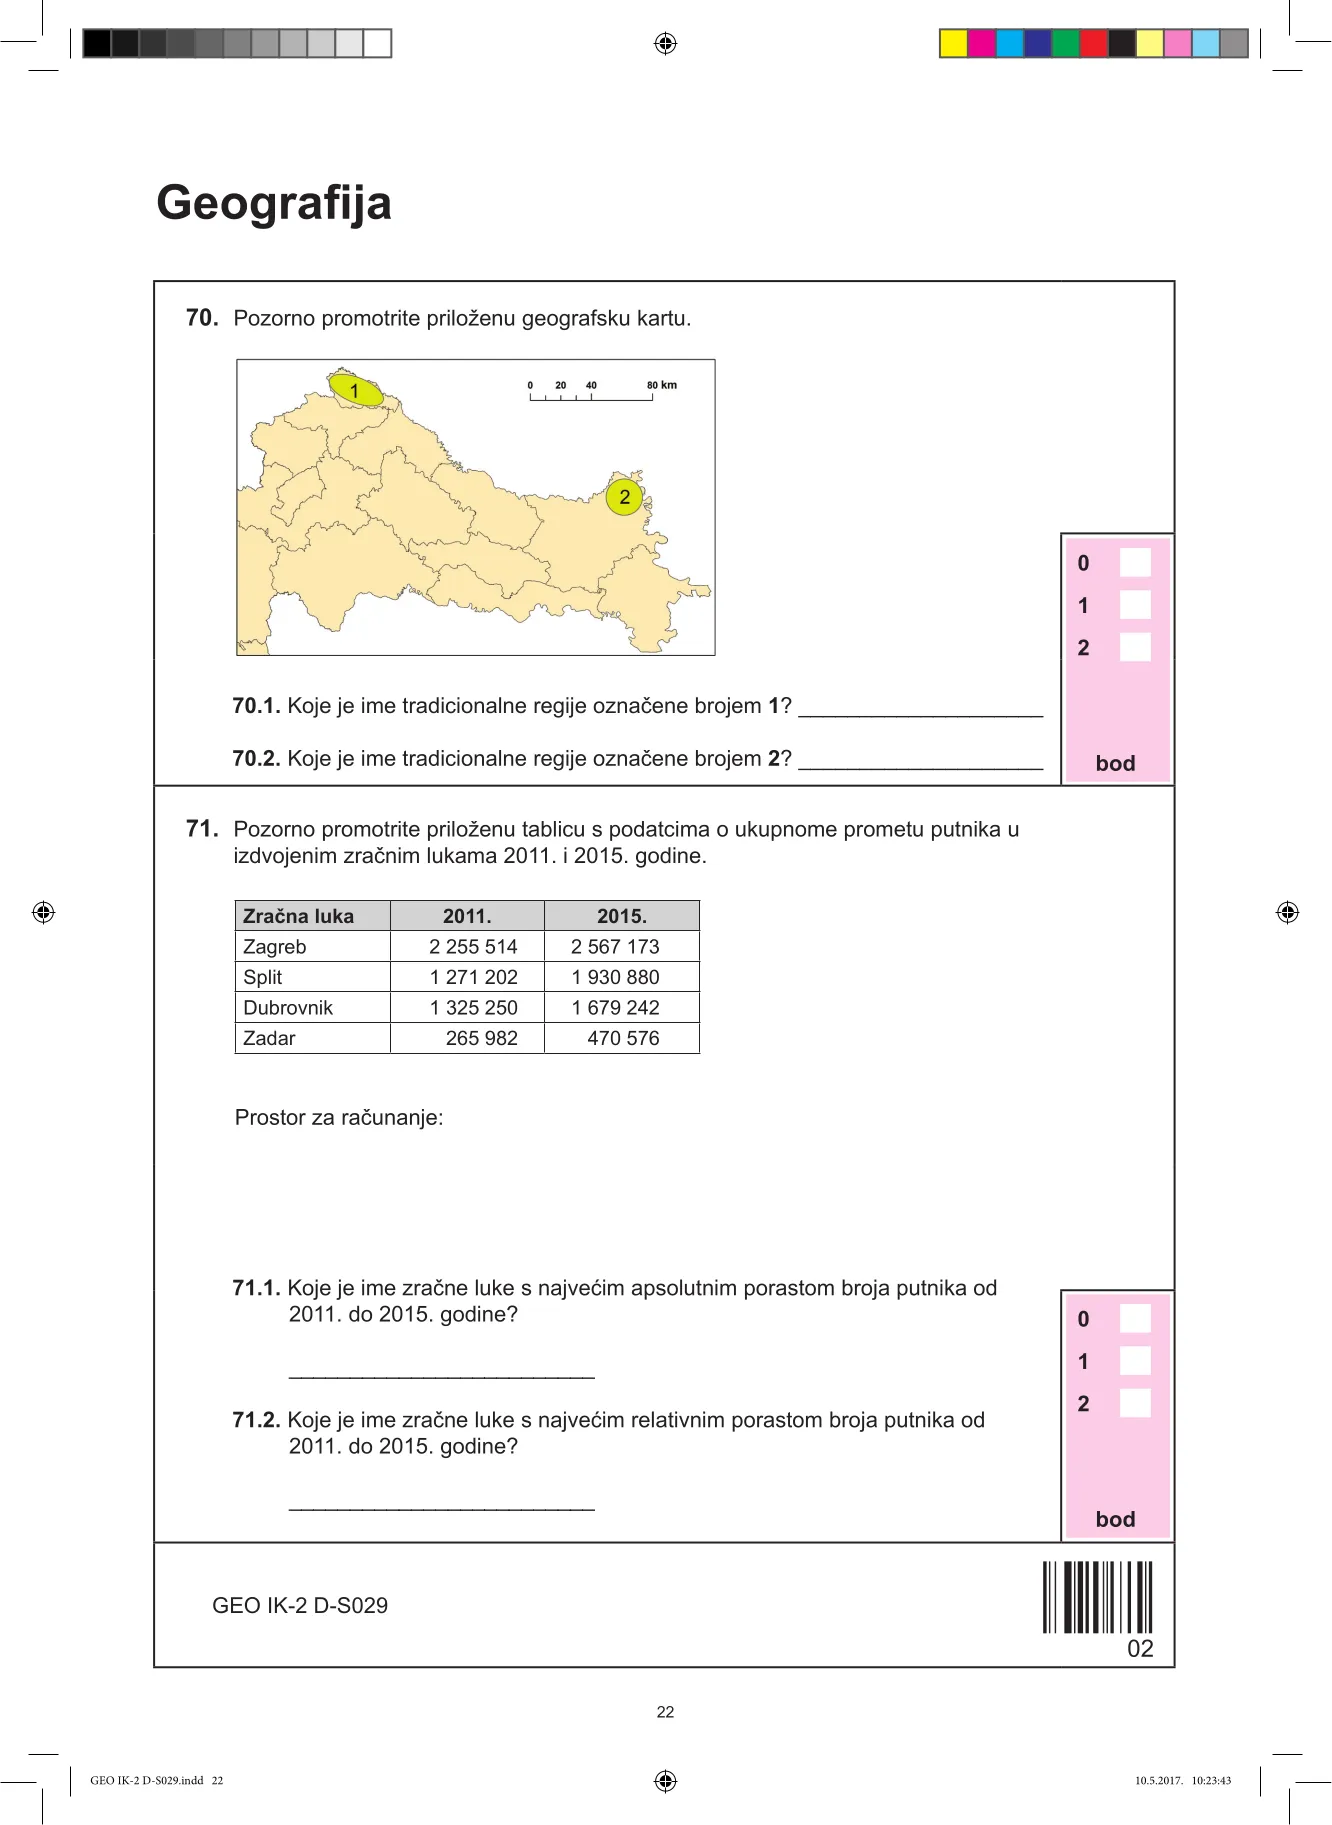 Geografija
70. Pozorno promotrite priloženu geografsku kartu.
1
0 20 40 80 km
2
0
1
2
70.1. Koje je ime tradicionalne regije označene brojem 1? ____________________
70.2. Koje je ime tradicionalne regije označene brojem 2? ____________________
bod
71. Pozorno promotrite priloženu tablicu s podatcima o ukupnome prometu putnika u
izdvojenim zračnim lukama 2011. i 2015. godine.
Zračna luka 2011. 2015.
Zagreb 2 255 514 2 567 173
Split 1 271 202 1 930 880
Dubrovnik 1 325 250 1 679 242
Zadar 265 982 470 576
Prostor za računanje:
71.1. Koje je ime zračne luke s najvećim apsolutnim porastom broja putnika od
2011. do 2015. godine?
_________________________
71.2. Koje je ime zračne luke s najvećim relativnim porastom broja putnika od
2011. do 2015. godine?
_________________________
0
1
2
bod
GEO IK-2 D-S029
02
22
GEO IK-2 D-S029.indd 22
10.5.2017. 10:23:43